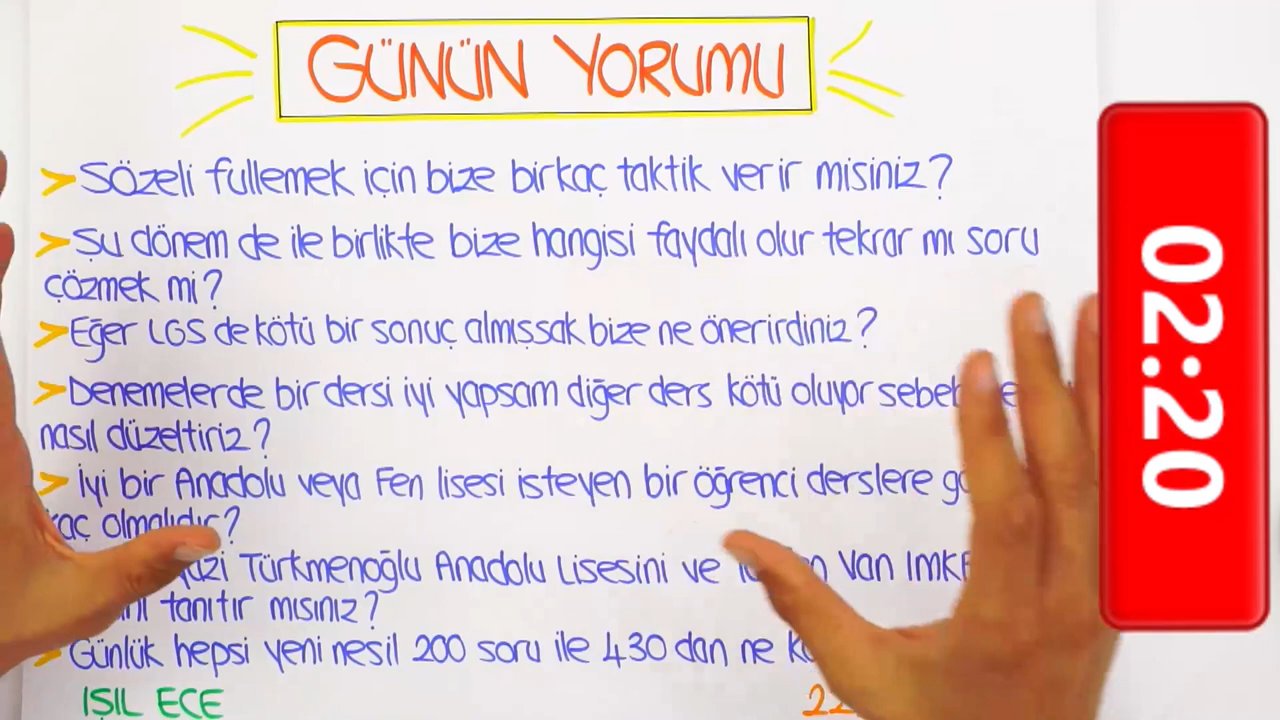 GÜNÜN YORUMU
> Sözeli fullemek için bize birkaç taktik verir misiniz?
> Şu dönem de ile birlikte bize hangisi faydalı olur tekrar mı soru
çözmek mi?
> Eğer LGS de kötü bir sonuç almışsak bize ne önerirdiniz?
> Denemelerde bir dersi iyi yapsam diğer ders kötü oluyor
nasıl düzeltiriz?
> İyi bir Anadolu veya Fen lisesi isteyen bir öğrenci derslere
kaç olmalıdır?
Türkmenoğlu Anadolu Lisesini ve Van
tanıtır mısınız?
> Günlük hepsi yeni nesil 200 soru ile 430 dan ne
IŞIL ECE
02:20